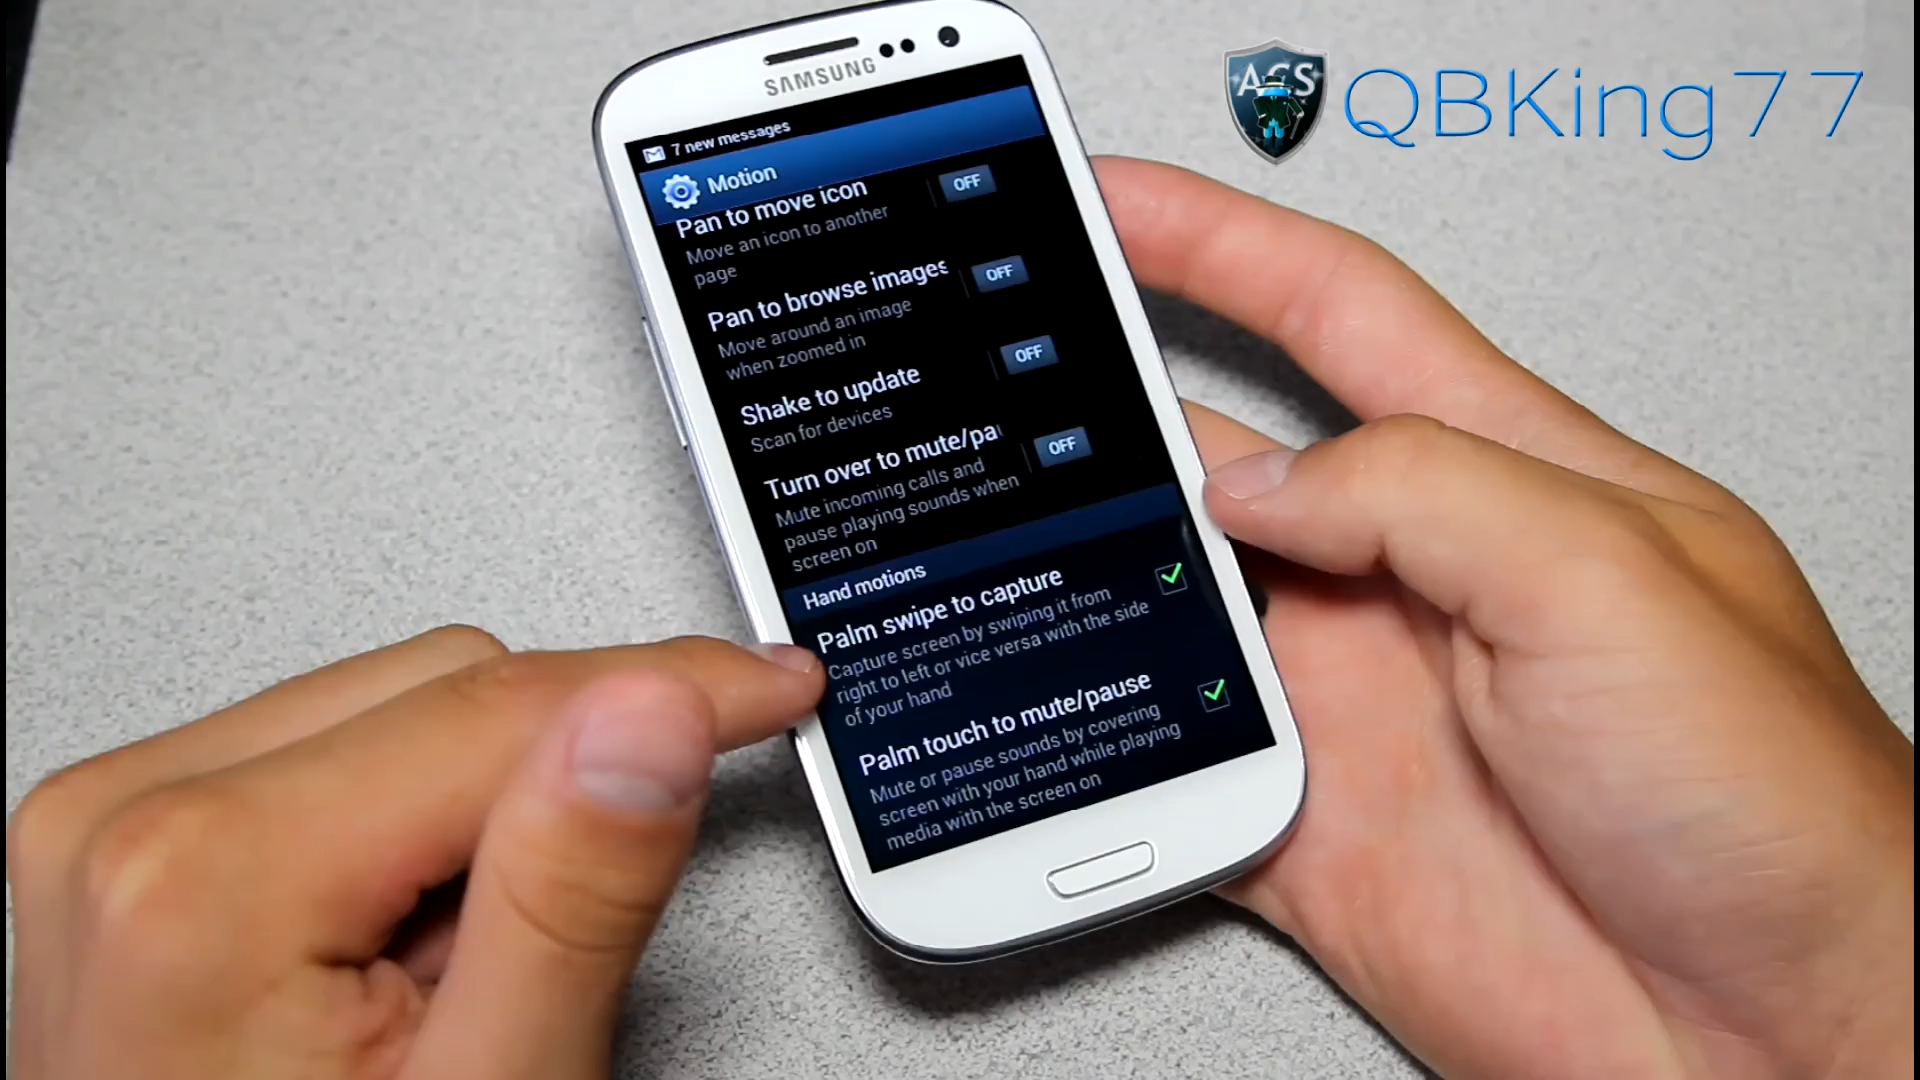 ACS
QBKing77
SAMSUNG
7 new messages
Motion
Pan to move icon
OFF
Move an icon to another
page
Pan to browse images
OFF
Move around an image
when zoomed in
Shake to update
OFF
Scan for devices
Turn over to mute/pau
OFF
Mute incoming calls and
pause playing sounds when
screen on
Hand motions
Palm swipe to capture
Capture screen by swiping it from
right to left or vice versa with the side
of your hand
Palm touch to mute/pause
Mute or pause sounds by covering
screen with your hand while playing
media with the screen on